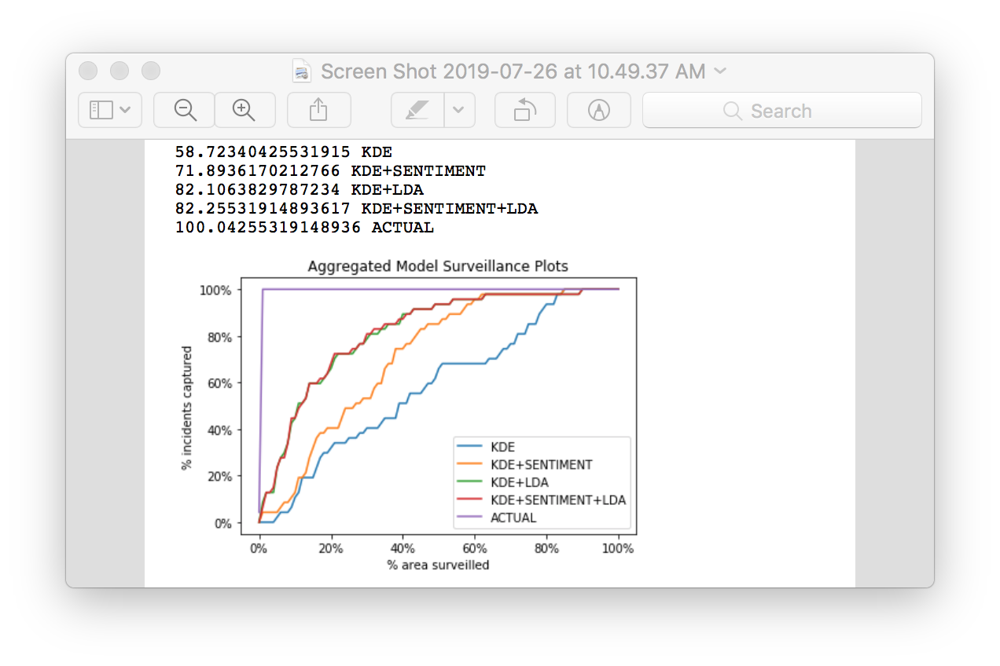 Screen Shot 2019-07-26 at 10.49.37 AM
Search
58.72340425531915 KDE
71.8936170212766 KDE+SENTIMENT
82.1063829787234 KDE+LDA
82.25531914893617 KDE+SENTIMENT+LDA
100.04255319148936 ACTUAL
Aggregated Model Surveillance Plots
% incidents captured
100%
80%
60%
40%
20%
0%
KDE
KDE+SENTIMENT
KDE+LDA
KDE+SENTIMENT+LDA
ACTUAL
0% 20% 40% 60% 80% 100%
% area surveilled